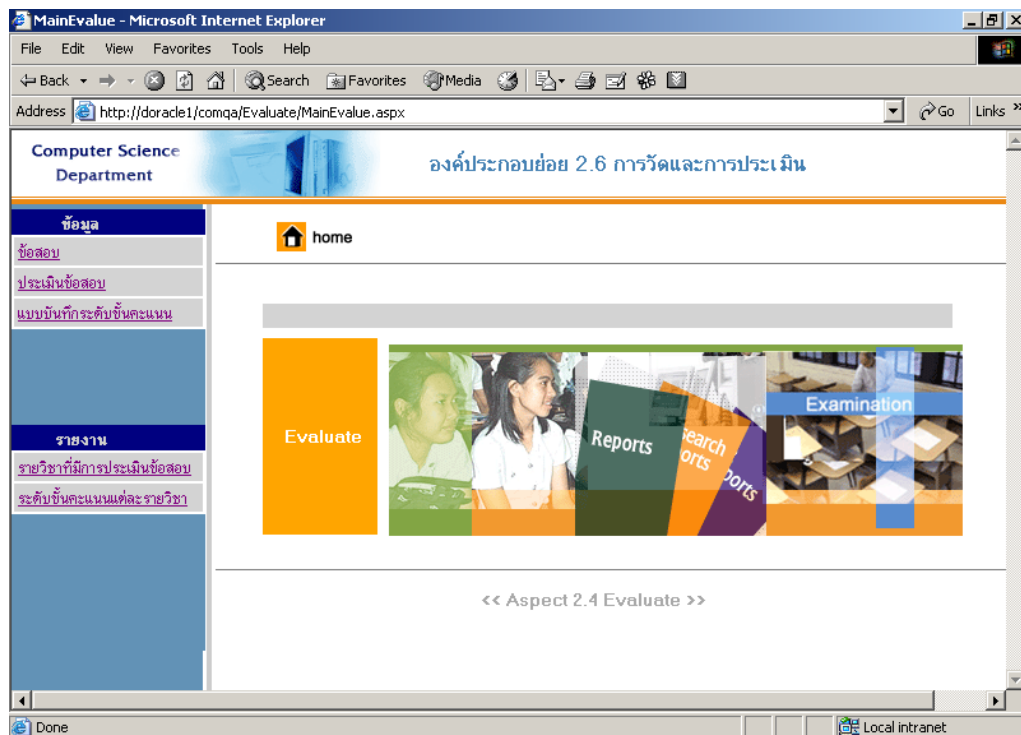 MainEvalue - Microsoft Internet Explorer
File Edit View Favorites Tools Help
Back Search Favorites Media
Address http://doracle1/comqa/Evaluate/MainEvalue.aspx Go Links »
Computer Science
Department
องค์ประกอบย่อย 2.6 การวัดและการประเมิน
ข้อมูล
ข้อสอบ
ประเมินข้อสอบ
แบบบันทึกระดับขั้นคะแนน
รายงาน
รายวิชาที่มีการประเมินข้อสอบ
ระดับขั้นคะแนนแต่ละรายวิชา
home
Evaluate
Reports
search
orts
ports
Examination
<< Aspect 2.4 Evaluate >>
Done Local intranet